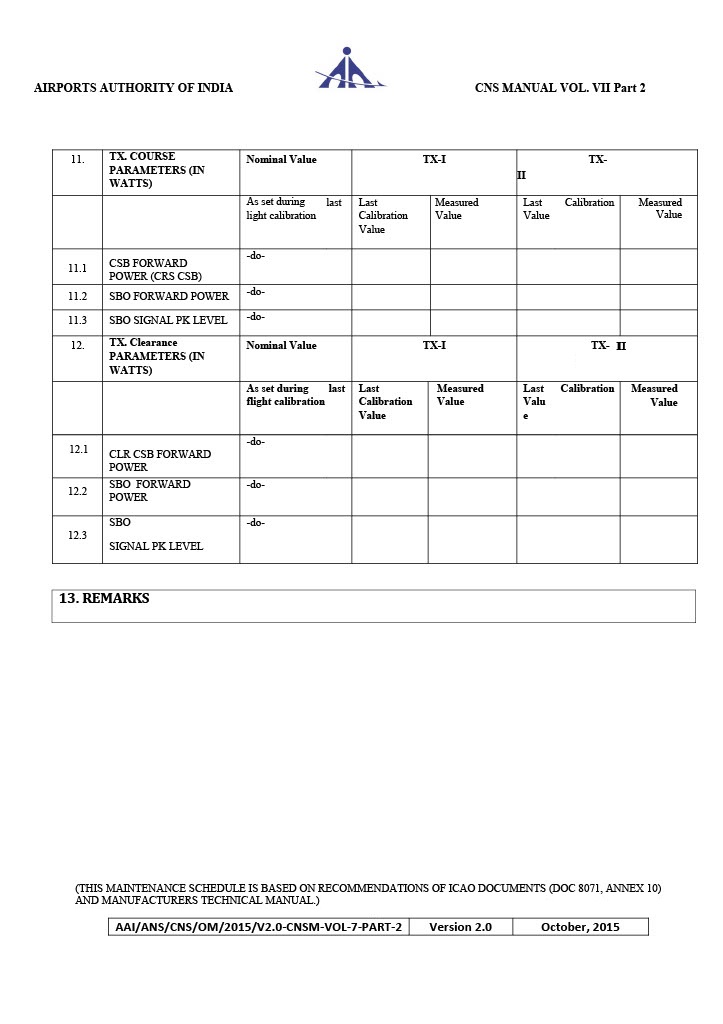 AIRPORTS AUTHORITY OF INDIA CNS MANUAL VOL. VII Part 2
11. TX. COURSE PARAMETERS (IN WATTS) Nominal Value TX-I TX- II
As set during last light calibration Last Calibration Value Measured Value Last Calibration Value Measured Value
11.1 CSB FORWARD POWER (CRS CSB) -do-
11.2 SBO FORWARD POWER -do-
11.3 SBO SIGNAL PK LEVEL -do-
12. TX. Clearance PARAMETERS (IN WATTS) Nominal Value TX-I TX- II
As set during last flight calibration Last Calibration Value Measured Value Last Calibration Valu e Measured Value
12.1 CLR CSB FORWARD POWER -do-
12.2 SBO FORWARD POWER -do-
12.3 SBO SIGNAL PK LEVEL -do-
13. REMARKS
(THIS MAINTENANCE SCHEDULE IS BASED ON RECOMMENDATIONS OF ICAO DOCUMENTS (DOC 8071, ANNEX 10)
AND MANUFACTURERS TECHNICAL MANUAL.)
AAI/ANS/CNS/OM/2015/V2.0-CNSM-VOL-7-PART-2 Version 2.0 October, 2015